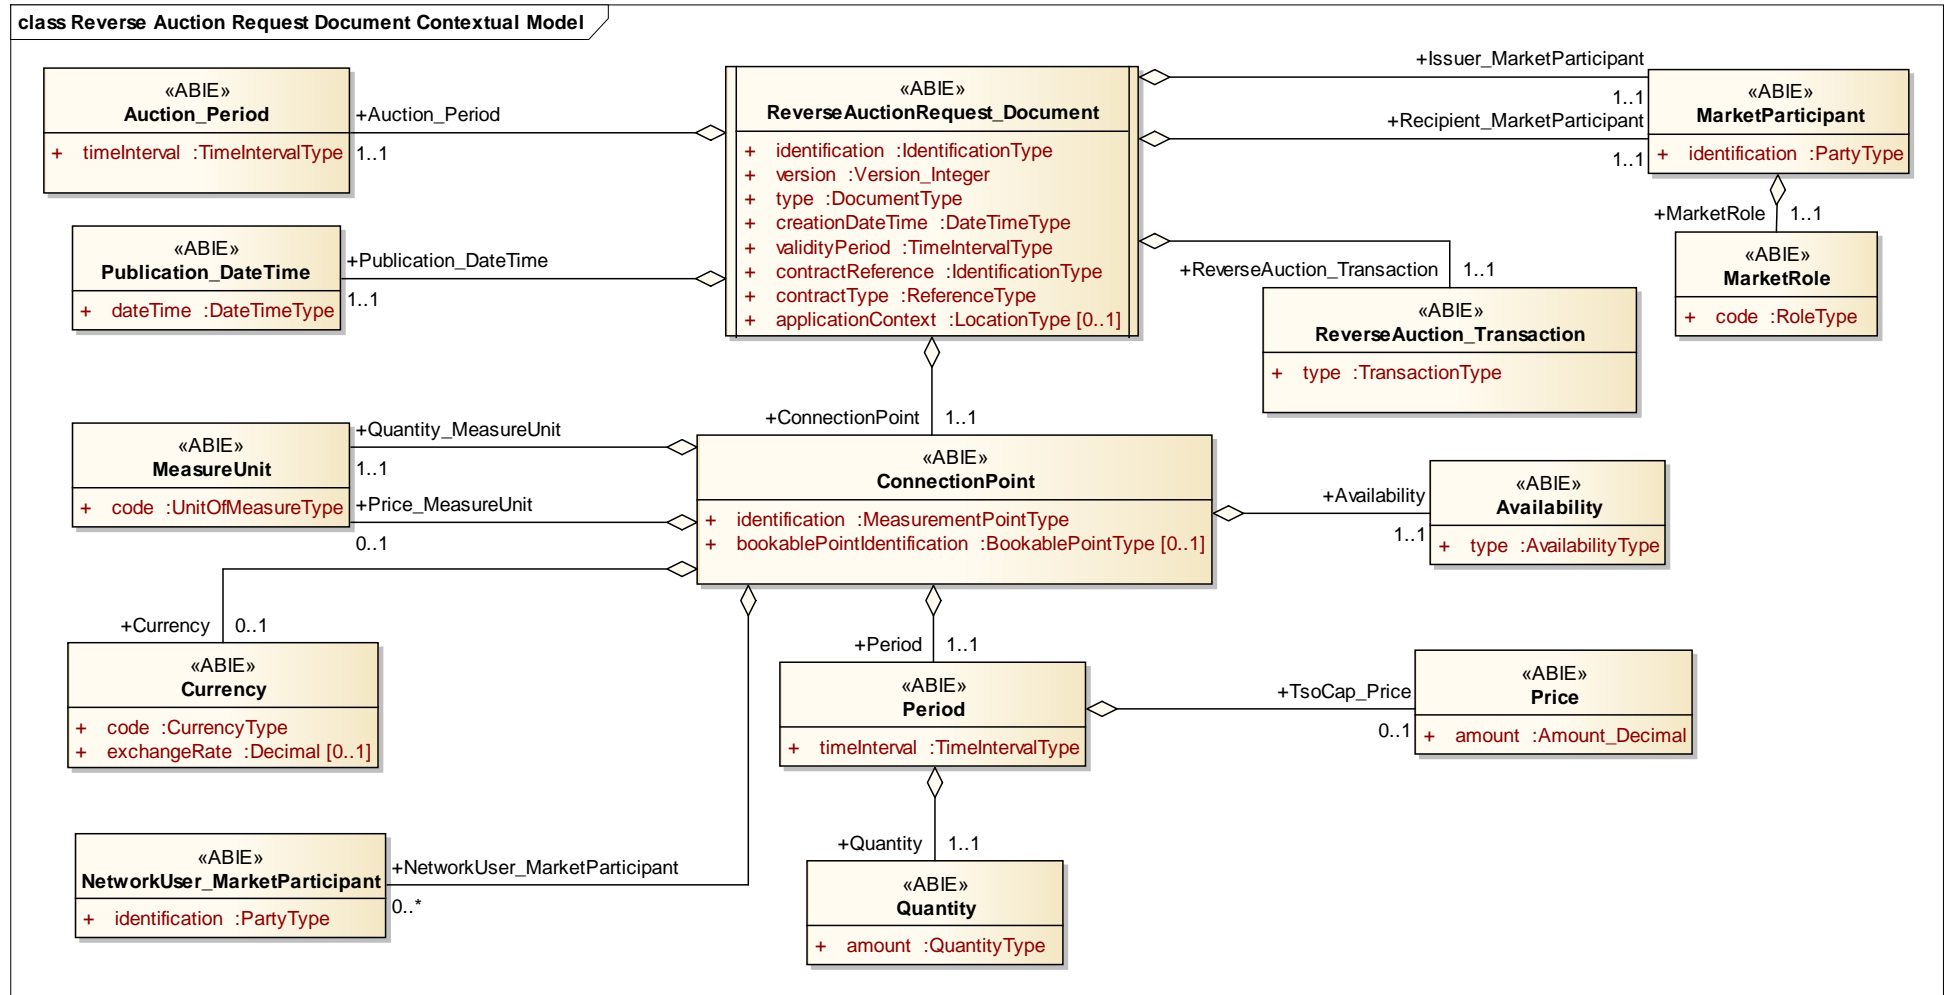 class Reverse Auction Request Document Contextual Model
«ABIE»
Auction_Period
+ timeInterval :TimeIntervalType
+Auction_Period
1..1
«ABIE»
ReverseAuctionRequest_Document
+ identification :IdentificationType
+ version :Version_Integer
+ type :DocumentType
+ creationDateTime :DateTimeType
+ validityPeriod :TimeIntervalType
+ contractReference :IdentificationType
+ contractType :ReferenceType
+ applicationContext :LocationType [0..1]
+Issuer_MarketParticipant
1..1
+Recipient_MarketParticipant
1..1
«ABIE»
MarketParticipant
+ identification :PartyType
+MarketRole 1..1
«ABIE»
MarketRole
+ code :RoleType
«ABIE»
Publication_DateTime
+ dateTime :DateTimeType
+Publication_DateTime
1..1
+ReverseAuction_Transaction 1..1
«ABIE»
ReverseAuction_Transaction
+ type :TransactionType
+ConnectionPoint 1..1
«ABIE»
MeasureUnit
+ code :UnitOfMeasureType
+Quantity_MeasureUnit
1..1
+Price_MeasureUnit
0..1
«ABIE»
ConnectionPoint
+ identification :MeasurementPointType
+ bookablePointIdentification :BookablePointType [0..1]
+Availability
1..1
«ABIE»
Availability
+ type :AvailabilityType
+Currency 0..1
«ABIE»
Currency
+ code :CurrencyType
+ exchangeRate :Decimal [0..1]
+Period 1..1
«ABIE»
Period
+ timeInterval :TimeIntervalType
+TsoCap_Price
0..1
«ABIE»
Price
+ amount :Amount_Decimal
«ABIE»
NetworkUser_MarketParticipant
+ identification :PartyType
+NetworkUser_MarketParticipant
0..*
+Quantity 1..1
«ABIE»
Quantity
+ amount :QuantityType